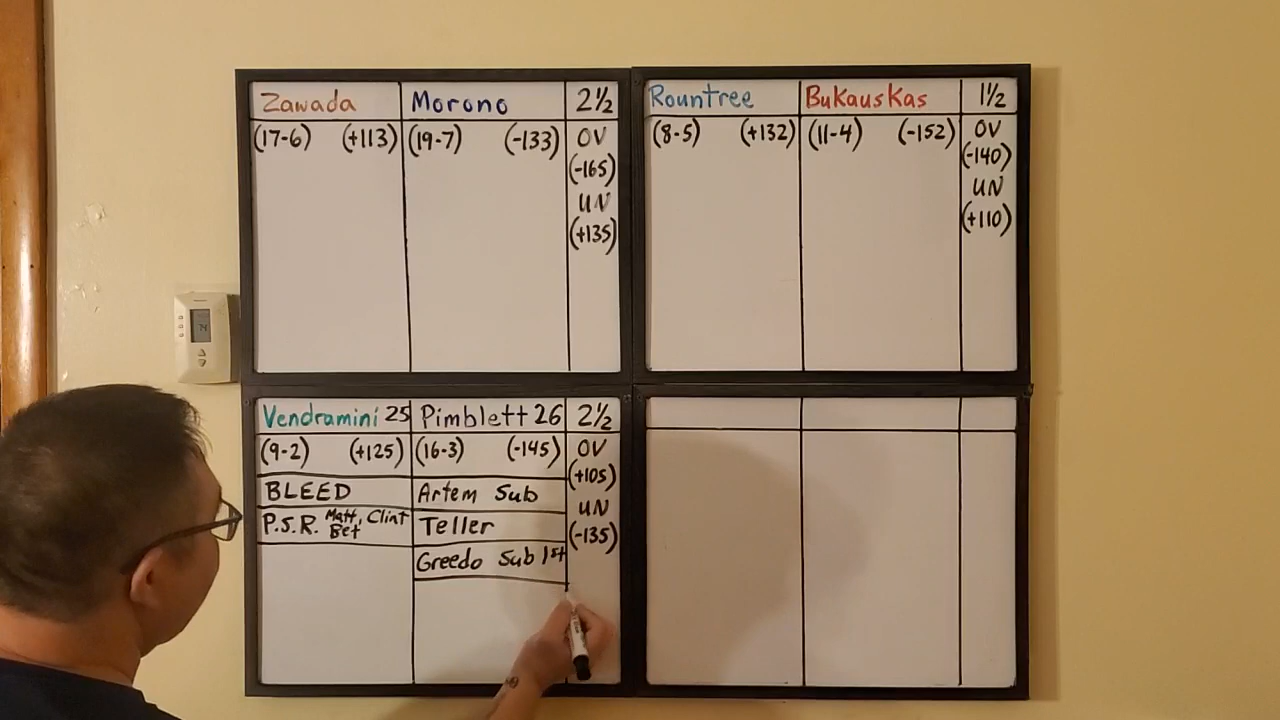 Zawada Morono 2½
(17-6) (+113) (19-7) (-133) OV
(-165)
UN
(+135)
Rountree Bukauskas 1½
(8-5) (+132) (11-4) (-152) OV
(-140)
UN
(+110)
Vendramini 25 Pimblett 26 2½
(9-2) (+125) (16-3) (-145) OV
(+105)
BLEED Artem Sub
UN
P.S.R. Matt, Clint Bet Teller
(-135)
Greedo Sub 1st
74